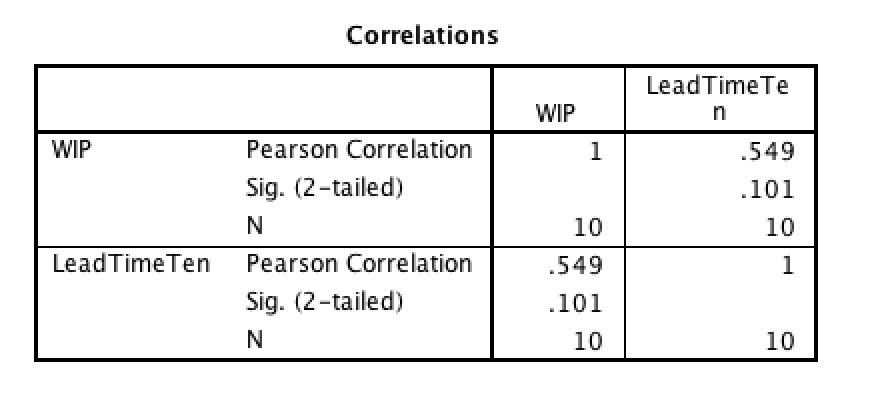 Correlations
WIP LeadTimeTe
n
WIP Pearson Correlation 1 .549
Sig. (2-tailed) .101
N 10 10
LeadTimeTen Pearson Correlation .549 1
Sig. (2-tailed) .101
N 10 10